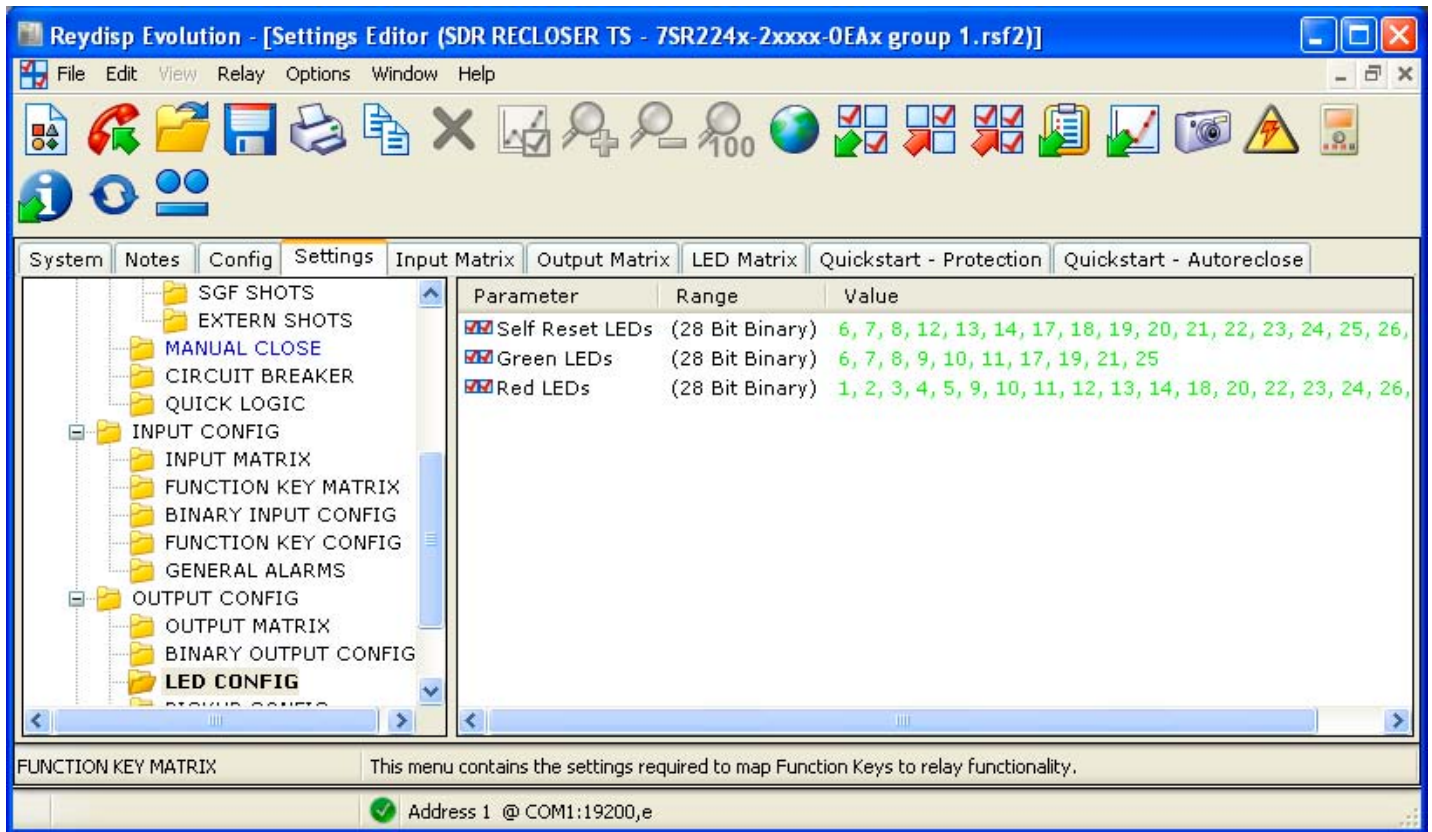 Reydisp Evolution - [Settings Editor (SDR RECLOSER TS - 7SR224x-2xxxx-0EAx group 1.rsf2)]
File Edit View Relay Options Window Help
100
System Notes Config Settings Input Matrix Output Matrix LED Matrix Quickstart - Protection Quickstart - Autoreclose
SGF SHOTS
EXTERN SHOTS
MANUAL CLOSE
CIRCUIT BREAKER
QUICK LOGIC
INPUT CONFIG
INPUT MATRIX
FUNCTION KEY MATRIX
BINARY INPUT CONFIG
FUNCTION KEY CONFIG
GENERAL ALARMS
OUTPUT CONFIG
OUTPUT MATRIX
BINARY OUTPUT CONFIG
LED CONFIG
Parameter Range Value
Self Reset LEDs (28 Bit Binary) 6, 7, 8, 12, 13, 14, 17, 18, 19, 20, 21, 22, 23, 24, 25, 26,
Green LEDs (28 Bit Binary) 6, 7, 8, 9, 10, 11, 17, 19, 21, 25
Red LEDs (28 Bit Binary) 1, 2, 3, 4, 5, 9, 10, 11, 12, 13, 14, 18, 20, 22, 23, 24, 26,
FUNCTION KEY MATRIX This menu contains the settings required to map Function Keys to relay functionality.
Address 1 @ COM1:19200,e